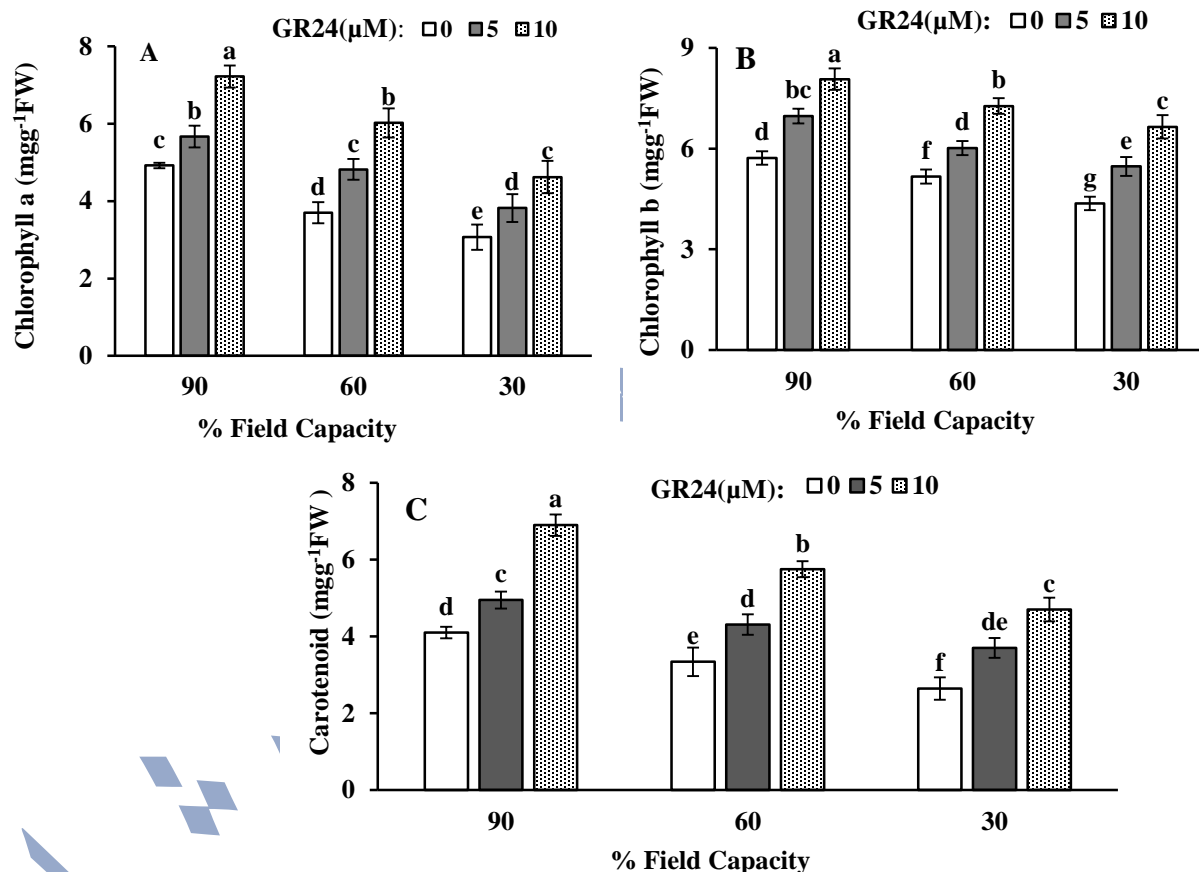 GR24(µM): 0 5 10
A
Chlorophyll a (mgg-1FW)
8
6
4
2
0
c b a
d c b
e d c
90 60 30
% Field Capacity
GR24(µM): 0 5 10
B
Chlorophyll b (mgg-1FW)
9
6
3
0
d bc a
f d b
g e c
90 60 30
% Field Capacity
GR24(µM): 0 5 10
C
Carotenoid (mgg-1FW )
8
6
4
2
0
d c a
e d b
f de c
90 60 30
% Field Capacity